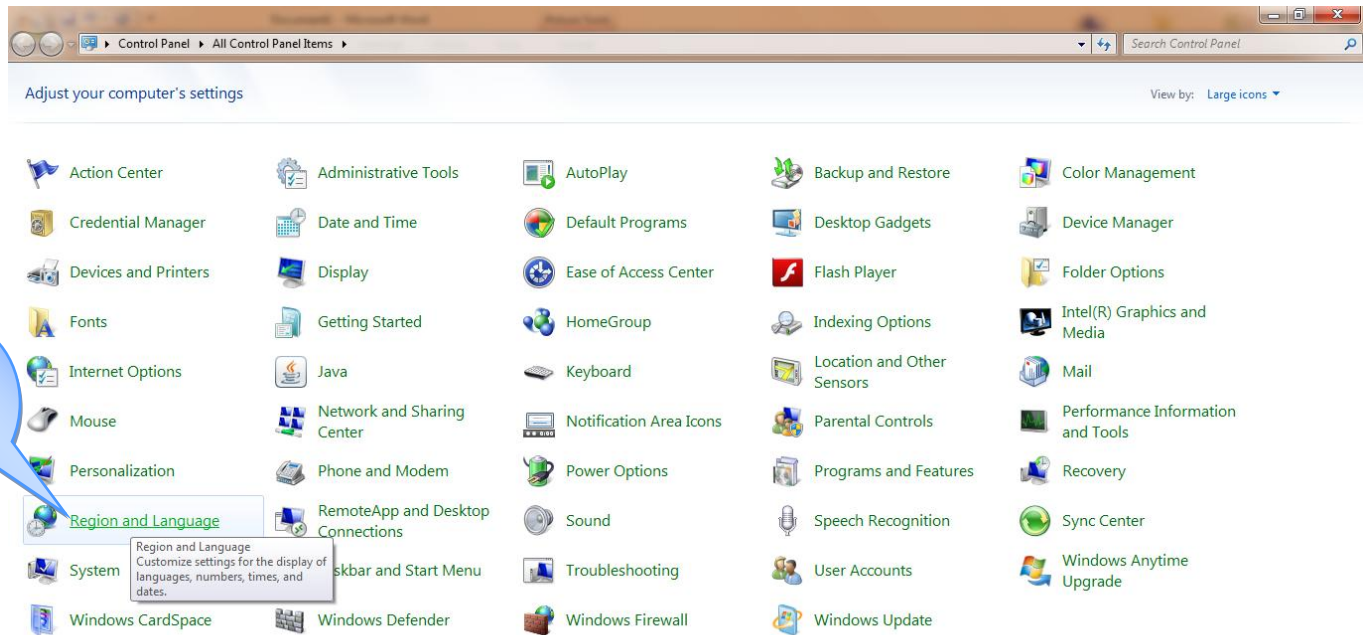 Document1 - Microsoft Word
Control Panel All Control Panel Items
Search Control Panel
Adjust your computer's settings
View by: Large icons
Action Center
Administrative Tools
AutoPlay
Backup and Restore
Color Management
Credential Manager
Date and Time
Default Programs
Desktop Gadgets
Device Manager
Devices and Printers
Display
Ease of Access Center
Flash Player
Folder Options
Fonts
Getting Started
HomeGroup
Indexing Options
Intel(R) Graphics and
Media
Internet Options
Java
Keyboard
Location and Other
Sensors
Mail
Mouse
Network and Sharing
Center
Notification Area Icons
Parental Controls
Performance Information
and Tools
Personalization
Phone and Modem
Power Options
Programs and Features
Recovery
Region and Language
RemoteApp and Desktop
Connections
Sound
Speech Recognition
Sync Center
Region and Language
Customize settings for the display of
languages, numbers, times, and
dates.
System
skbar and Start Menu
Troubleshooting
User Accounts
Windows Anytime
Upgrade
Windows CardSpace
Windows Defender
Windows Firewall
Windows Update